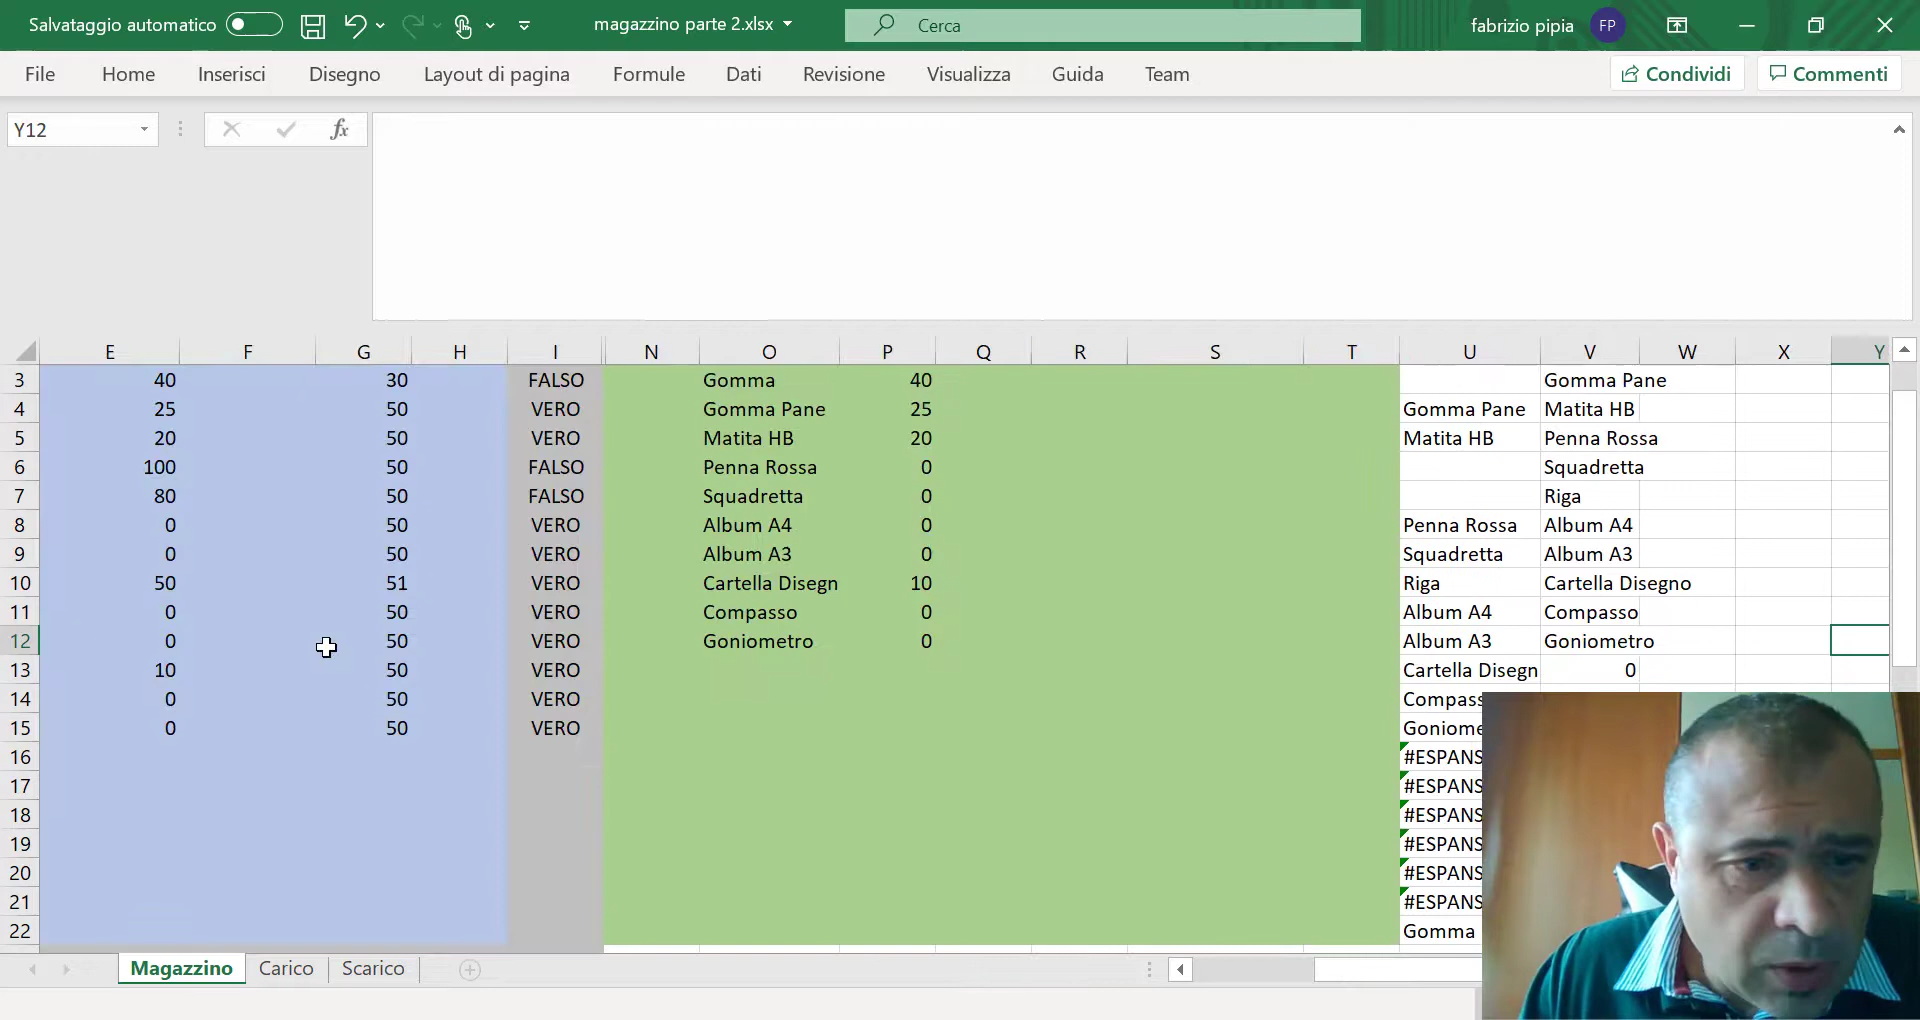 Salvataggio automatico magazzino parte 2.xlsx Cerca fabrizio pipia FP
File Home Inserisci Disegno Layout di pagina Formule Dati Revisione Visualizza Guida Team Condividi Commenti
Y12 fx
E F G H I N O P Q R S T U V W X Y
3 40 30 FALSO Gomma 40 Gomma Pane
4 25 50 VERO Gomma Pane 25 Gomma Pane Matita HB
5 20 50 VERO Matita HB 20 Matita HB Penna Rossa
6 100 50 FALSO Penna Rossa 0 Squadretta
7 80 50 FALSO Squadretta 0 Riga
8 0 50 VERO Album A4 0 Penna Rossa Album A4
9 0 50 VERO Album A3 0 Squadretta Album A3
10 50 51 VERO Cartella Disegn 10 Riga Cartella Disegno
11 0 50 VERO Compasso 0 Album A4 Compasso
12 0 50 VERO Goniometro 0 Album A3 Goniometro
13 10 50 VERO Cartella Disegn 0
14 0 50 VERO Compass
15 0 50 VERO Goniome
16 #ESPANS
17 #ESPANS
18 #ESPANS
19 #ESPANS
20 #ESPANS
21 #ESPANS
22 Gomma
Magazzino Carico Scarico